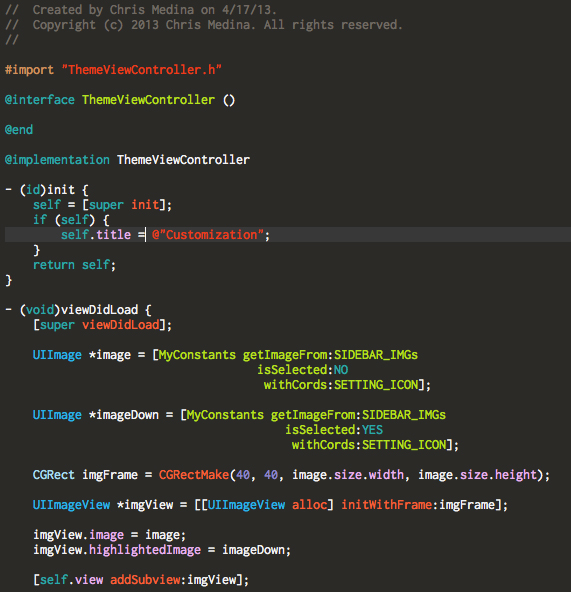 //  Created by Chris Medina on 4/17/13.
//  Copyright (c) 2013 Chris Medina. All rights reserved.
//
#import "ThemeViewController.h"
@interface ThemeViewController ()
@end
@implementation ThemeViewController
- (id)init {
    self = [super init];
    if (self) {
        self.title = @"Customization";
    }
    return self;
}
- (void)viewDidLoad {
    [super viewDidLoad];
    UIImage *image = [MyConstants getImageFrom:SIDEBAR_IMGs
                                    isSelected:NO
                                     withCords:SETTING_ICON];
    UIImage *imageDown = [MyConstants getImageFrom:SIDEBAR_IMGs
                                        isSelected:YES
                                         withCords:SETTING_ICON];
    CGRect imgFrame = CGRectMake(40, 40, image.size.width, image.size.height);
    UIImageView *imgView = [[UIImageView alloc] initWithFrame:imgFrame];
    imgView.image = image;
    imgView.highlightedImage = imageDown;
    [self.view addSubview:imgView];